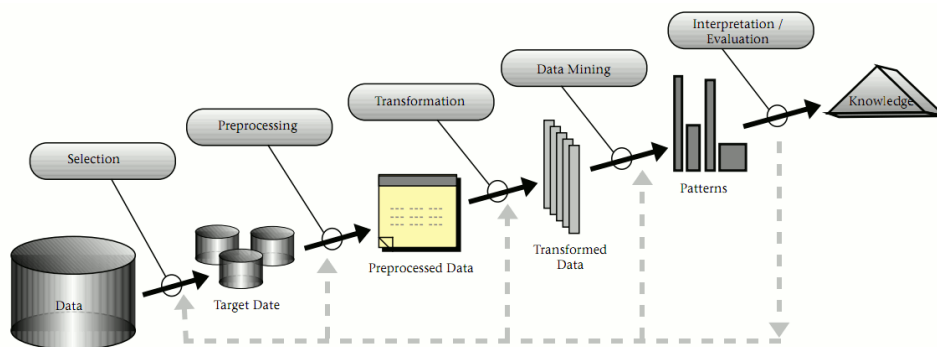 Interpretation /
Evaluation
Data Mining
Transformation
Preprocessing
Selection
Knowledge
Patterns
Transformed
Data
Preprocessed Data
Target Date
Data